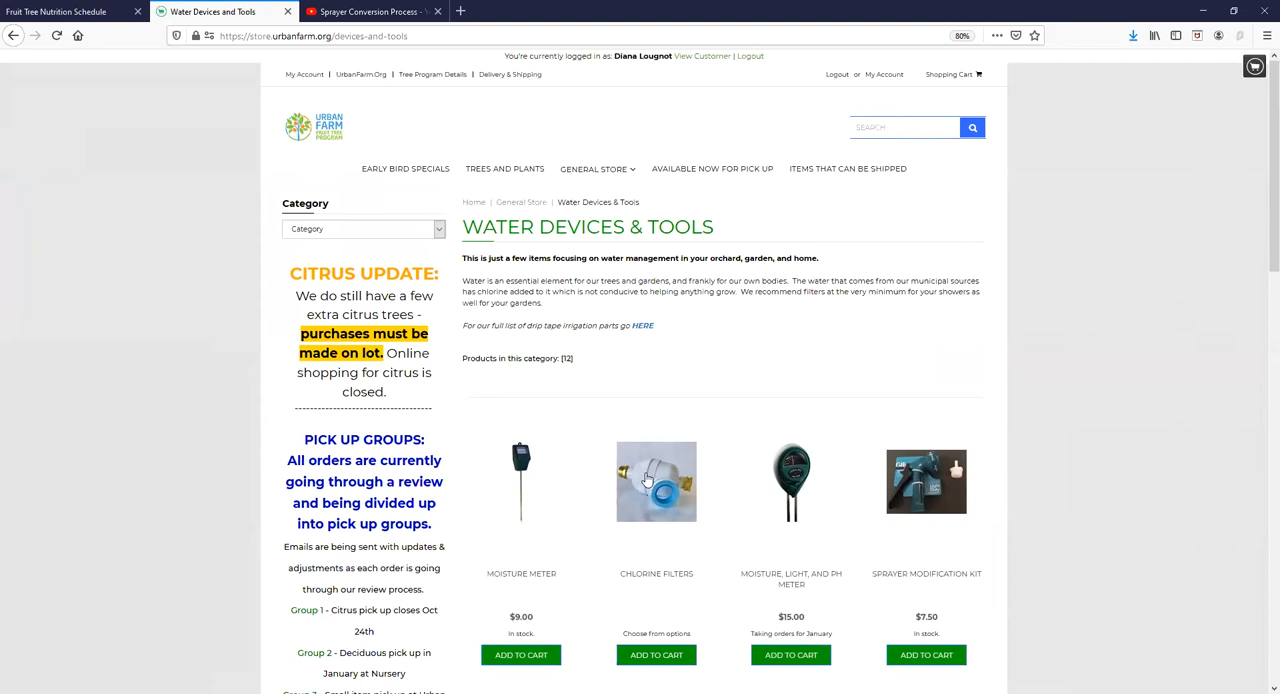 Fruit Tree Nutrition Schedule
Water Devices and Tools
Sprayer Conversion Process -
https://store.urbanfarm.org/devices-and-tools
80%
You're currently logged in as: Diana Lougnot View Customer | Logout
My Account | UrbanFarm.Org | Tree Program Details | Delivery & Shipping
Logout or My Account Shopping Cart
URBAN
FARM
FRUIT TREE
PROGRAM
SEARCH
EARLY BIRD SPECIALS TREES AND PLANTS GENERAL STORE AVAILABLE NOW FOR PICK UP ITEMS THAT CAN BE SHIPPED
Category
Category
CITRUS UPDATE:
We do still have a few
extra citrus trees -
purchases must be
made on lot. Online
shopping for citrus is
closed.
-----------------------------------
PICK UP GROUPS:
All orders are currently
going through a review
and being divided up
into pick up groups.
Emails are being sent with updates &
adjustments as each order is going
through our review process.
Group 1 - Citrus pick up closes Oct
24th
Group 2 - Deciduous pick up in
January at Nursery
Group 3 - Small item pick up at Urban
Home | General Store | Water Devices & Tools
WATER DEVICES & TOOLS
This is just a few items focusing on water management in your orchard, garden, and home.
Water is an essential element for our trees and gardens, and frankly for our own bodies. The water that comes from our municipal sources
has chlorine added to it which is not conducive to helping anything grow. We recommend filters at the very minimum for your showers as
well for your gardens.
For our full list of drip tape irrigation parts go HERE
Products in this category: [12]
MOISTURE METER
$9.00
In stock.
ADD TO CART
CHLORINE FILTERS
Choose from options
ADD TO CART
MOISTURE, LIGHT, AND PH
METER
$15.00
Taking orders for January
ADD TO CART
SPRAYER MODIFICATION KIT
$7.50
In stock.
ADD TO CART